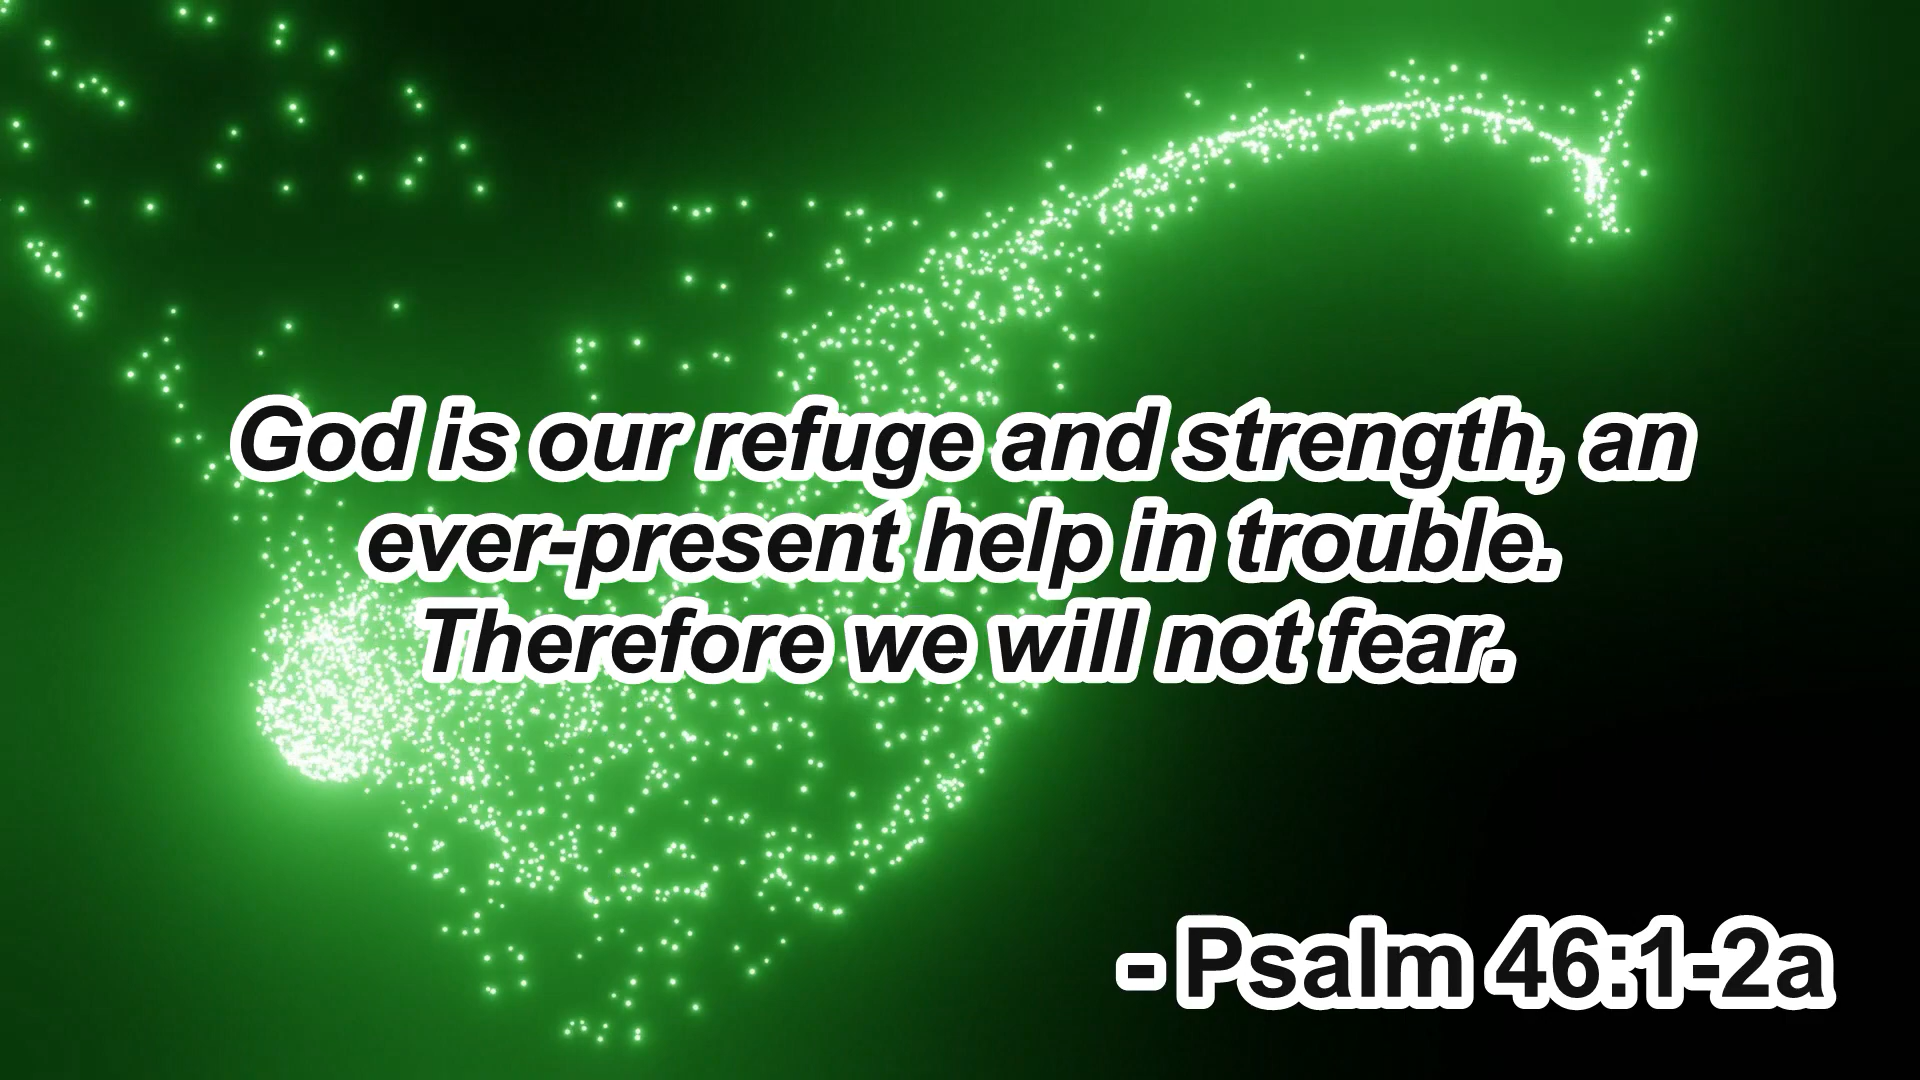 God is our refuge and strength, an
ever-present help in trouble.
Therefore we will not fear.
- Psalm 46:1-2a